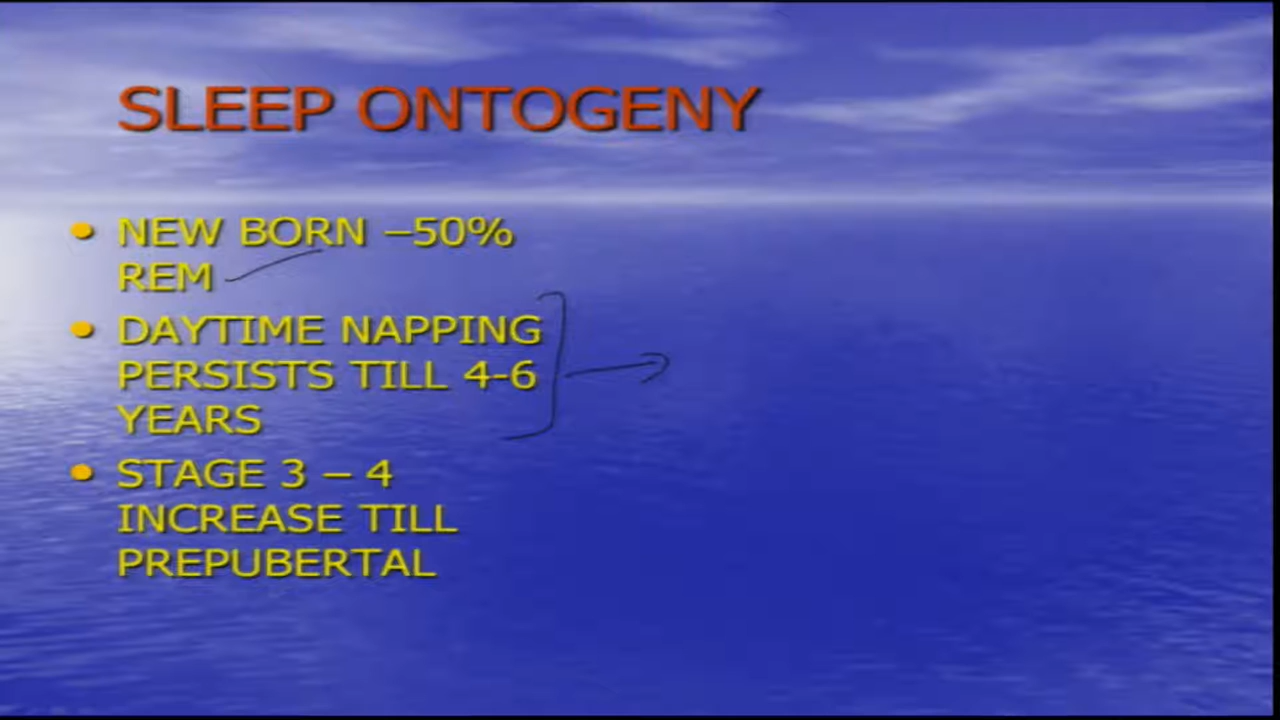 SLEEP ONTOGENY
• NEW BORN –50%
REM
• DAYTIME NAPPING
PERSISTS TILL 4-6
YEARS
• STAGE 3 – 4
INCREASE TILL
PREPUBERTAL